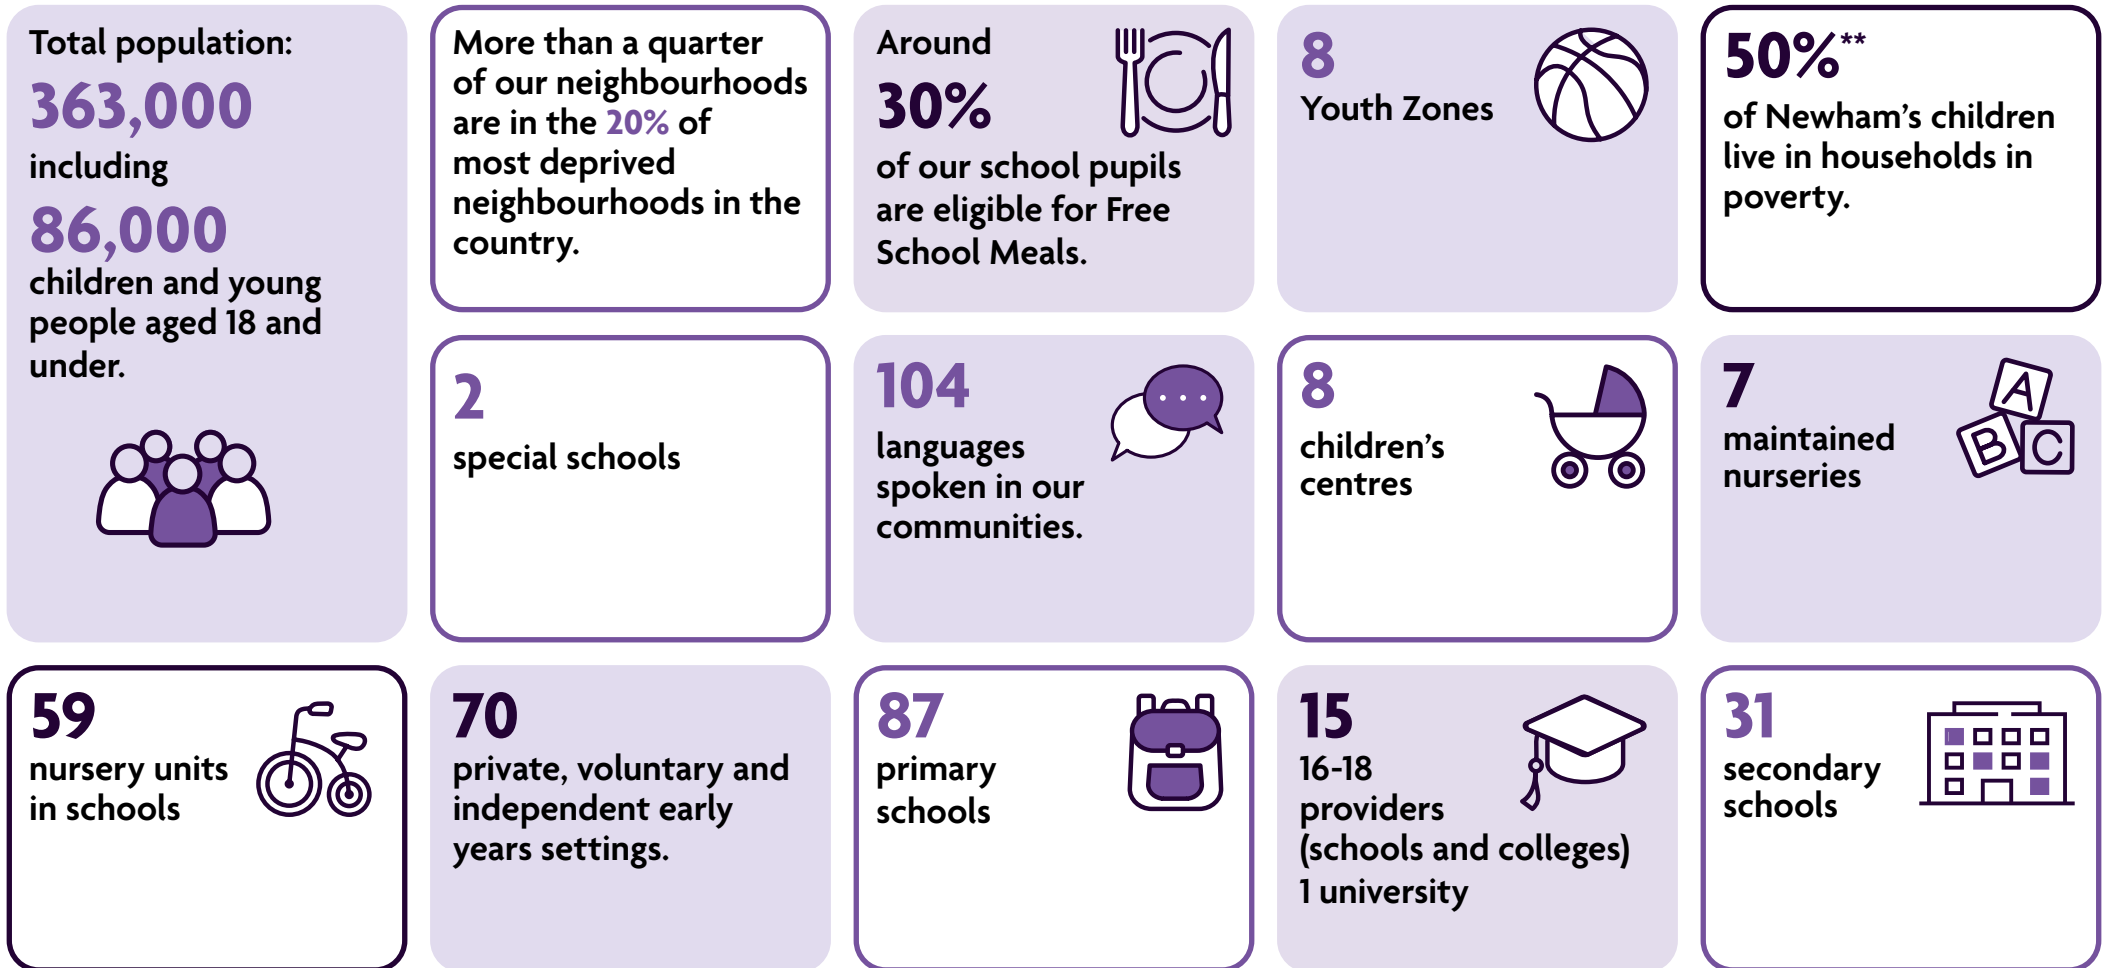 Total population:
363,000
including
86,000
children and young
people aged 18 and
under.
More than a quarter
of our neighbourhoods
are in the 20% of
most deprived
neighbourhoods in the
country.
Around
30%
of our school pupils
are eligible for Free
School Meals.
8
Youth Zones
50%**
of Newham’s children
live in households in
poverty.
2
special schools
104
languages
spoken in our
communities.
8
children’s
centres
7
maintained
nurseries
A
B
C
59
nursery units
in schools
70
private, voluntary and
independent early
years settings.
87
primary
schools
15
16-18
providers
(schools and colleges)
1 university
31
secondary
schools